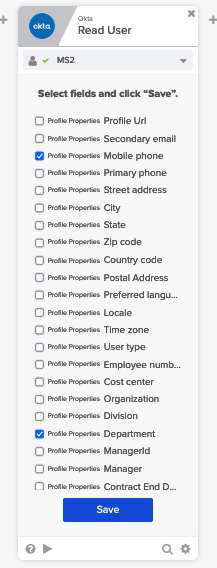 okta
Okta
Read User
MS2
Select fields and click “Save”.
Profile Properties Profile Url
Profile Properties Secondary email
Profile Properties Mobile phone
Profile Properties Primary phone
Profile Properties Street address
Profile Properties City
Profile Properties State
Profile Properties Zip code
Profile Properties Country code
Profile Properties Postal Address
Profile Properties Preferred langu...
Profile Properties Locale
Profile Properties Time zone
Profile Properties User type
Profile Properties Employee numb...
Profile Properties Cost center
Profile Properties Organization
Profile Properties Division
Profile Properties Department
Profile Properties ManagerId
Profile Properties Manager
Profile Properties Contract End D...
Save